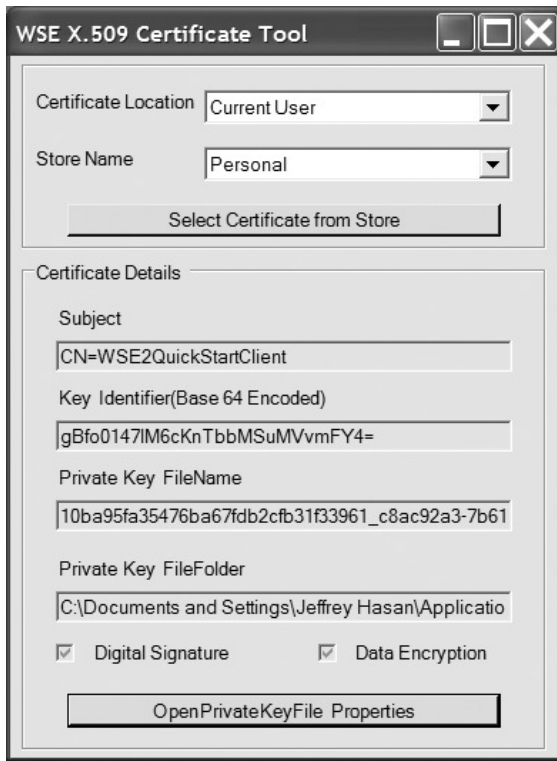 WSE X.509 Certificate Tool
Certificate Location
Current User
Store Name
Personal
Select Certificate from Store
Certificate Details
Subject
CN=WSE2QuickStartClient
Key Identifier(Base 64 Encoded)
gBfo0147lM6cKnTbbMSuMVvmFY4=
Private Key FileName
10ba95fa35476ba67fdb2cfb31f33961_c8ac92a3-7b61
Private Key FileFolder
C:\Documents and Settings\Jeffrey Hasan\Applicatio
Digital Signature
Data Encryption
OpenPrivateKeyFile Properties